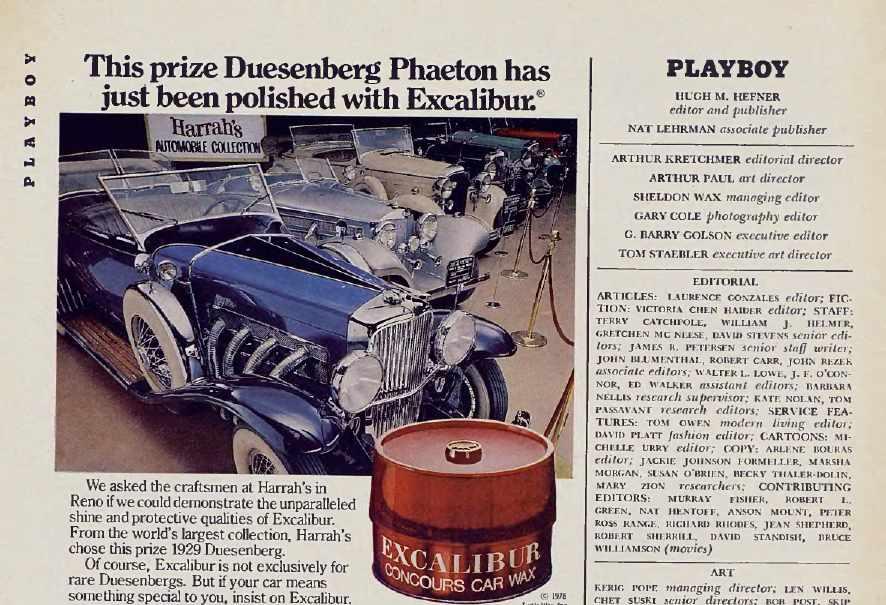 PLAYBOY
This prize Duesenberg Phaeton has
just been polished with Excalibur.®
Harrah's
AUTOMOBILE COLLECTION
We asked the craftsmen at Harrah's in
Reno if we could demonstrate the unparalleled
shine and protective qualities of Excalibur.
From the world's largest collection, Harrah's
chose this prize 1929 Duesenberg.
Of course, Excalibur is not exclusively for
rare Duesenbergs. But if your car means
something special to you, insist on Excalibur.
EXCALIBUR
CONCOURS CAR WAX
© 1978
PLAYBOY
HUGH M. HEFNER
editor and publisher
NAT LEHRMAN associate publisher
ARTHUR KRETCHMER editorial director
ARTHUR PAUL art director
SHELDON WAX managing editor
GARY COLE photography editor
G. BARRY GOLSON executive editor
TOM STAEBLER executive art director
EDITORIAL
ARTICLES: LAURENCE GONZALES editor; FIC-
TION: VICTORIA CHEN HAIDER editor; STAFF:
TERRY CATCHPOLE, WILLIAM J. HELMER,
GRETCHEN MC NEESE, DAVID STEVENS senior edi-
tors; JAMES R. PETERSEN senior staff writer;
JOHN BLUMENTHAL, ROBERT CARR, JOHN REZEK
associate editors; WALTER L. LOWE, J. F. O'CON-
NOR, ED WALKER assistant editors; BARBARA
NELLIS research supervisor; KATE NOLAN, TOM
PASSAVANT research editors; SERVICE FEA-
TURES: TOM OWEN modern living editor;
DAVID PLATT fashion editor; CARTOONS: MI-
CHELLE URRY editor; COPY: ARLENE BOURAS
editor; JACKIE JOHNSON FORMELLER, MARSHA
MORGAN, SUSAN O'BRIEN, BECKY THALER-DOLIN,
MARY ZION researchers; CONTRIBUTING
EDITORS: MURRAY FISHER, ROBERT L.
GREEN, NAT HENTOFF, ANSON MOUNT, PETER
ROSS RANGE, RICHARD RHODES, JEAN SHEPHERD,
ROBERT SHERRILL, DAVID STANDISH, BRUCE
WILLIAMSON (movies)
ART
KERIG POPE managing director; LEN WILLIS,
CHET SUSKI senior directors; BOB POST, SKIP